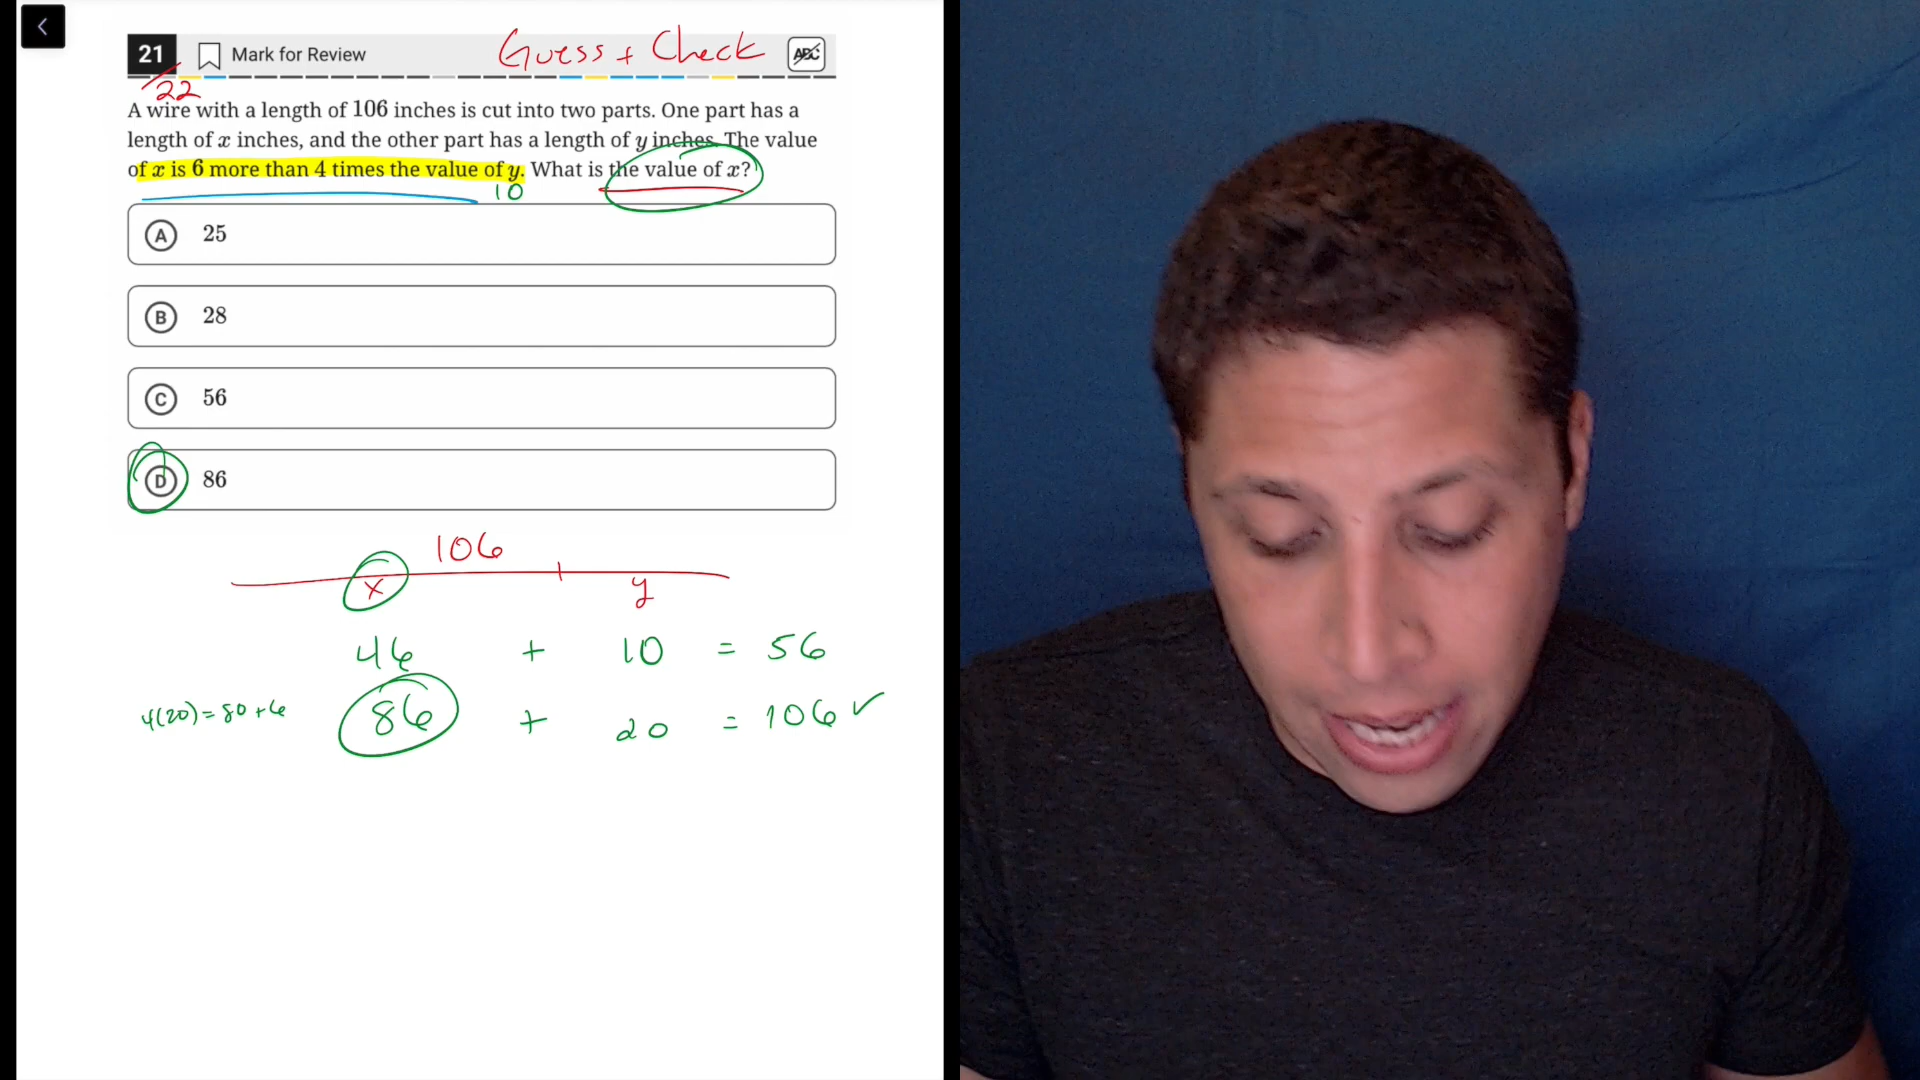 21 Mark for Review Guess + Check ABC
/22
A wire with a length of 106 inches is cut into two parts. One part has a
length of x inches, and the other part has a length of y inches. The value
of x is 6 more than 4 times the value of y. What is the value of x?
10
A 25
B 28
C 56
D 86
106
x y
46 + 10 = 56
4(20) = 80 + 6 86 + 20 = 106 ✓